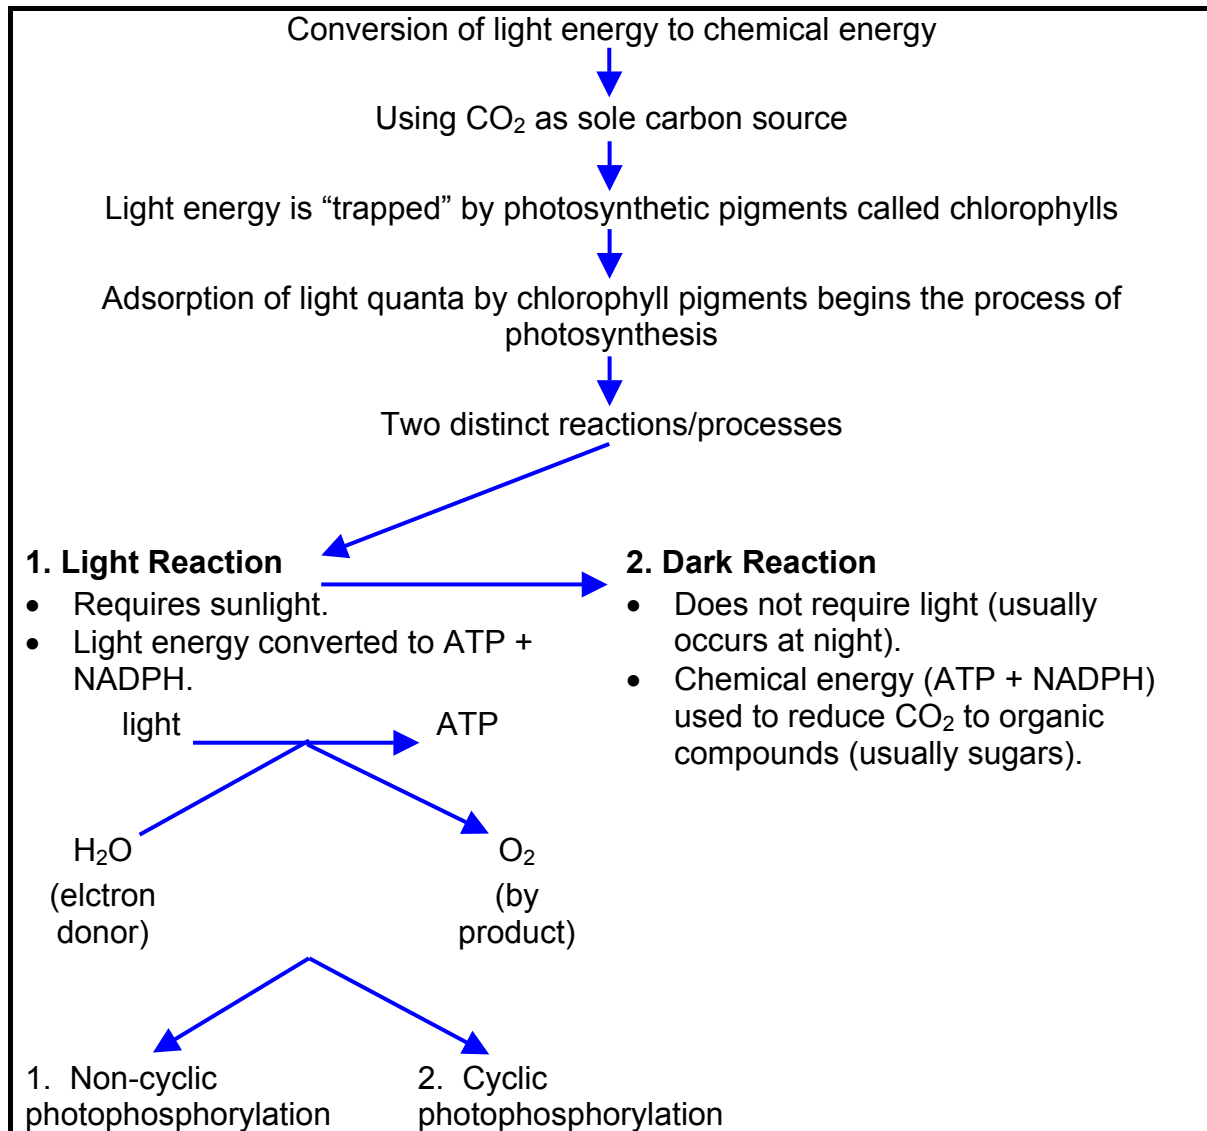 Conversion of light energy to chemical energy
Using CO₂ as sole carbon source
Light energy is “trapped” by photosynthetic pigments called chlorophylls
Adsorption of light quanta by chlorophyll pigments begins the process of
photosynthesis
Two distinct reactions/processes
1. Light Reaction
• Requires sunlight.
• Light energy converted to ATP +
NADPH.
light
ATP
H₂O
(elctron
donor)
O₂
(by
product)
1. Non-cyclic
photophosphorylation
2. Cyclic
photophosphorylation
2. Dark Reaction
• Does not require light (usually
occurs at night).
• Chemical energy (ATP + NADPH)
used to reduce CO₂ to organic
compounds (usually sugars).